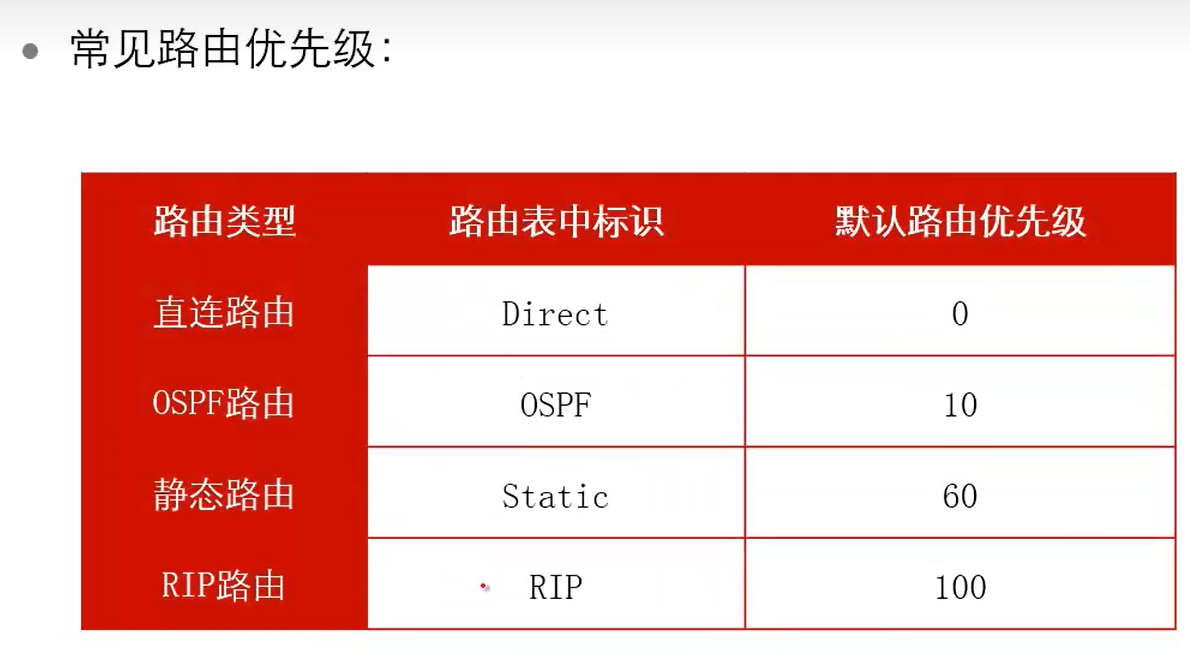 常见路由优先级：
路由类型 路由表中标识 默认路由优先级
直连路由 Direct 0
OSPF路由 OSPF 10
静态路由 Static 60
RIP路由 RIP 100